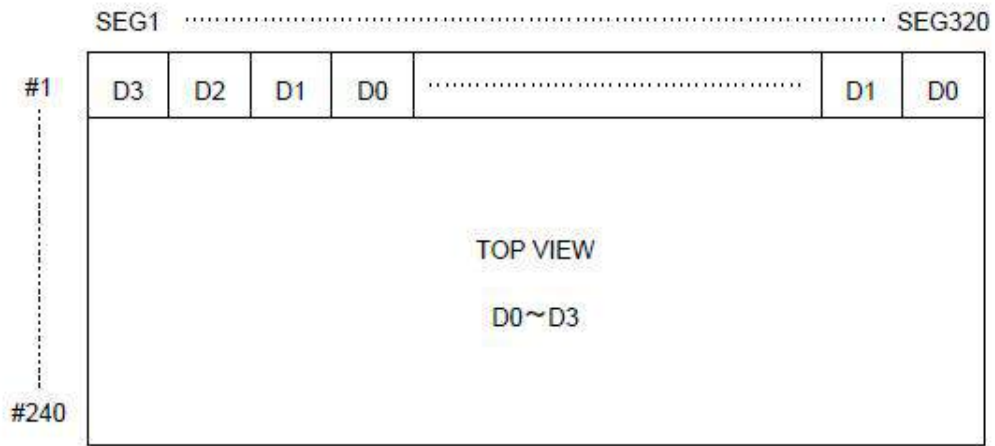 SEG1 SEG320
#1 D3 D2 D1 D0 D1 D0
TOP VIEW
D0~D3
#240